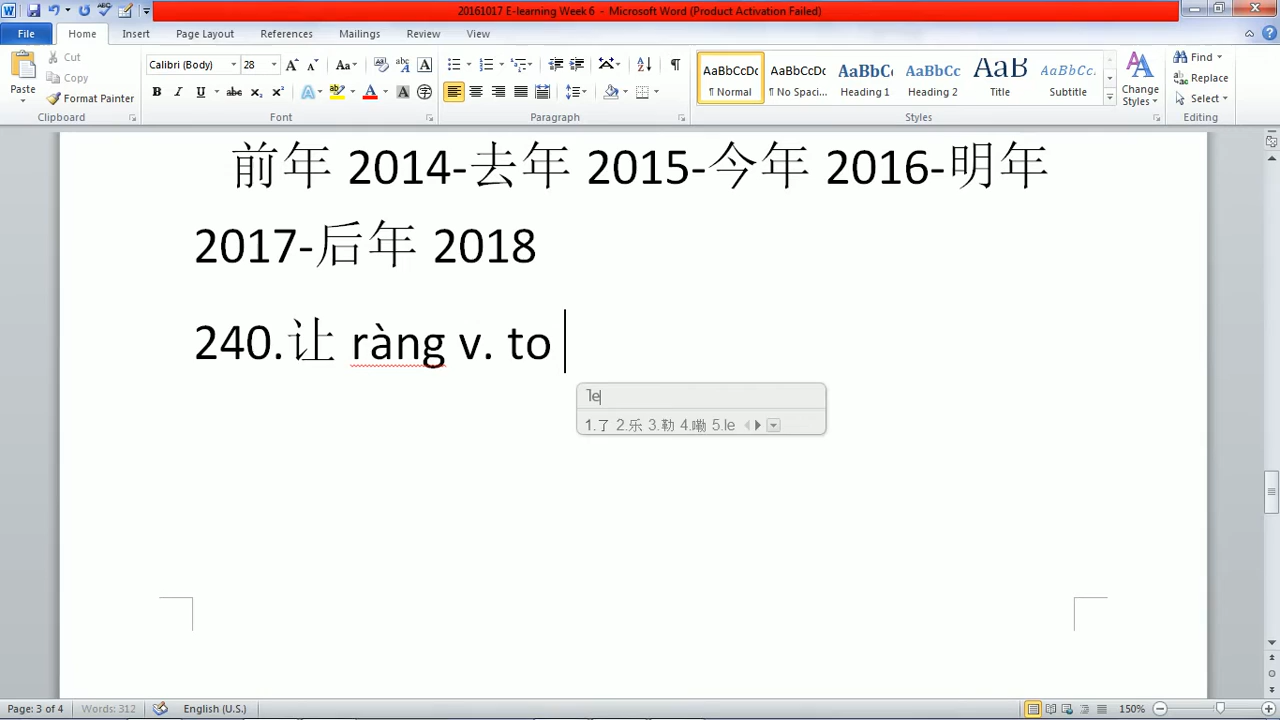 20161017 E-learning Week 6 - Microsoft Word (Product Activation Failed)
File Home Insert Page Layout References Mailings Review View
Cut Calibri (Body) 28 Aa AaBbCcDc AaBbCcDc AaBbCc AaBbCc AaB AaBbCc. Find
Copy Replace
Paste Format Painter B I U abc x₂ x² A A A ¶ Normal ¶ No Spaci... Heading 1 Heading 2 Title Subtitle Change Styles Select
Clipboard Font Paragraph Styles Editing
前年 2014-去年 2015-今年 2016-明年
2017-后年 2018
240.让 ràng v. to
le
1.了 2.乐 3.勒 4.嘞 5.le
Page: 3 of 4 Words: 312 English (U.S.) 150%